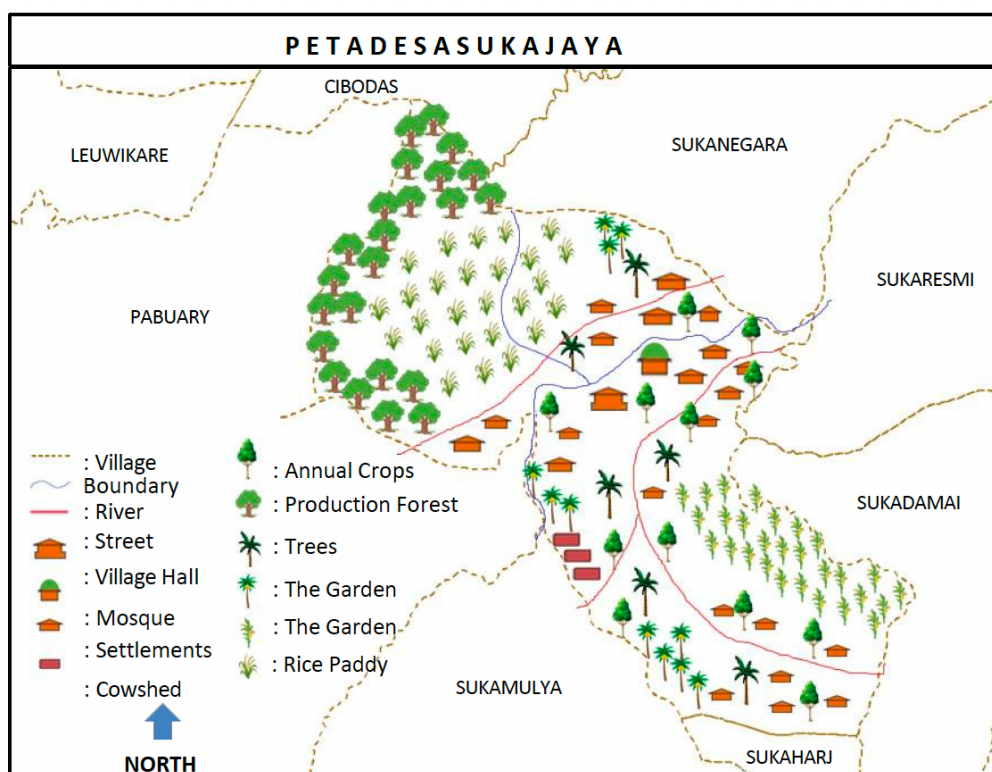 P E T A D E S A S U K A J A Y A
CIBODAS
SUKANEGARA
LEUWIKARE
SUKARESMI
PABUARY
SUKADAMAI
SUKAMULYA
SUKAHARJ
: Village
Boundary
: River
: Street
: Village Hall
: Mosque
: Settlements
: Cowshed
: Annual Crops
: Production Forest
: Trees
: The Garden
: The Garden
: Rice Paddy
NORTH